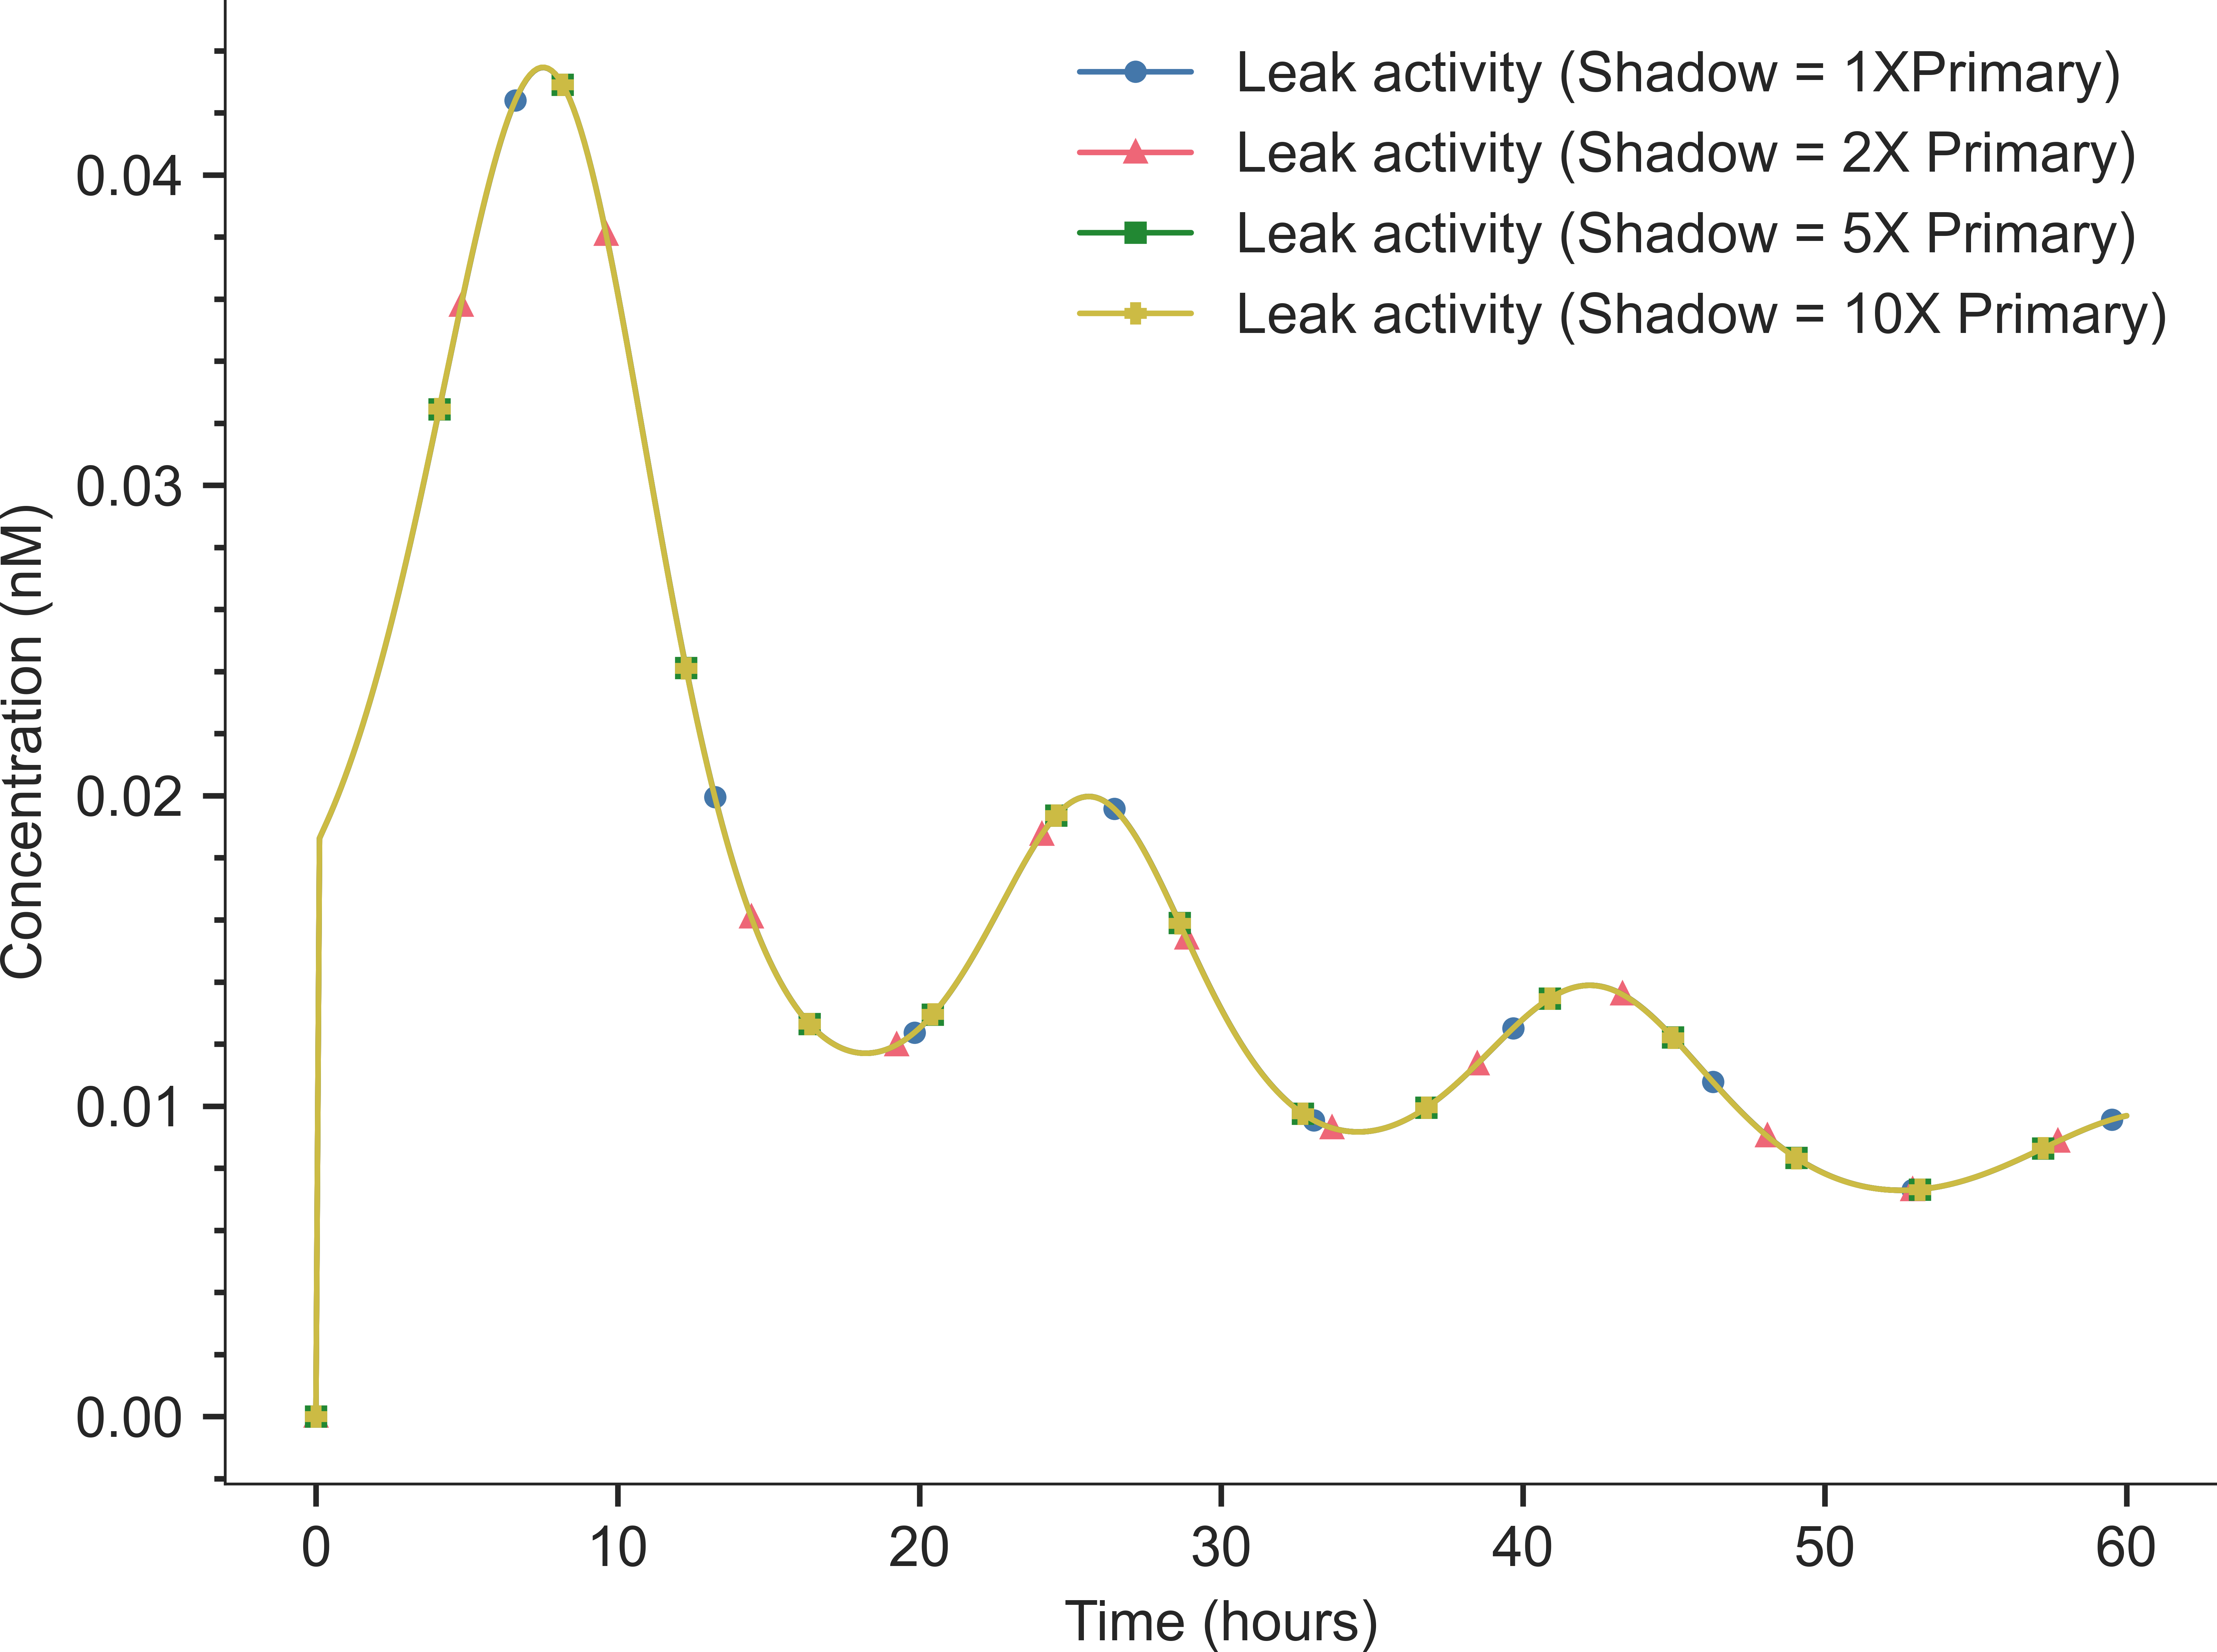 Leak activity (Shadow = 1XPrimary)
Leak activity (Shadow = 2X Primary)
Leak activity (Shadow = 5X Primary)
Leak activity (Shadow = 10X Primary)
Concentration (nM)
0.04
0.03
0.02
0.01
0.00
0 10 20 30 40 50 60
Time (hours)